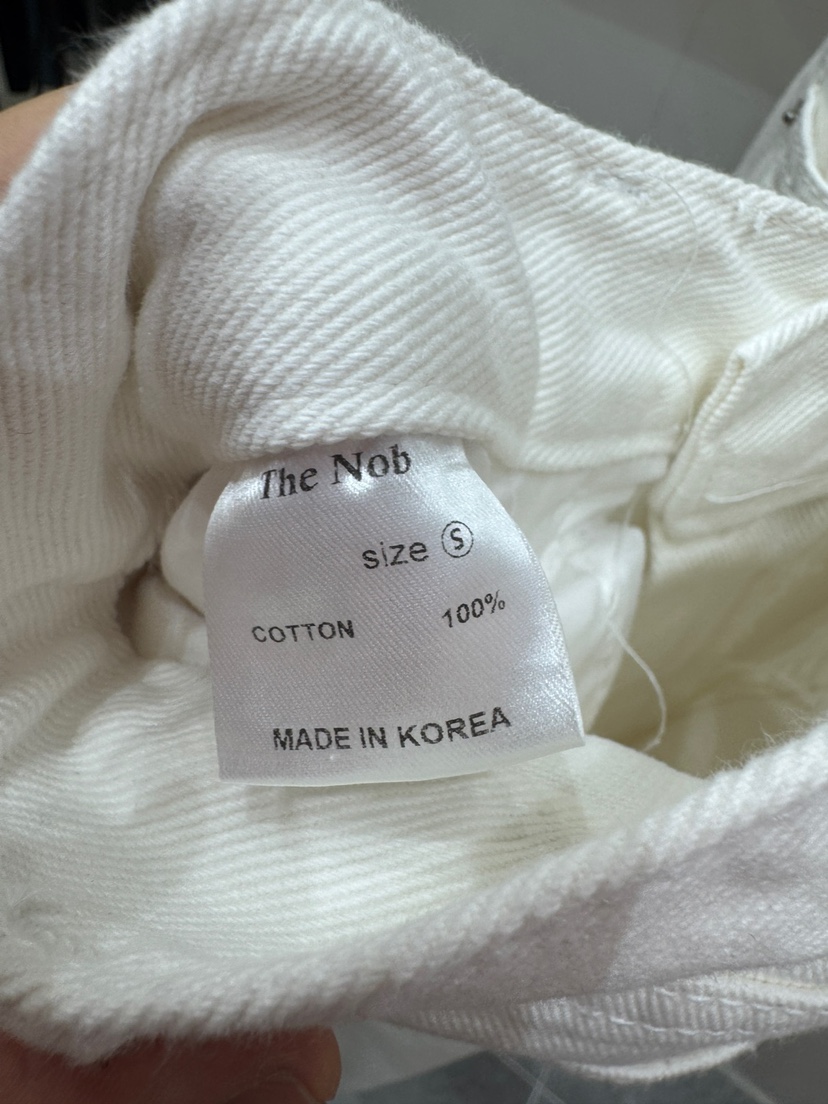 The Nob
size Ⓢ
COTTON 100%
MADE IN KOREA